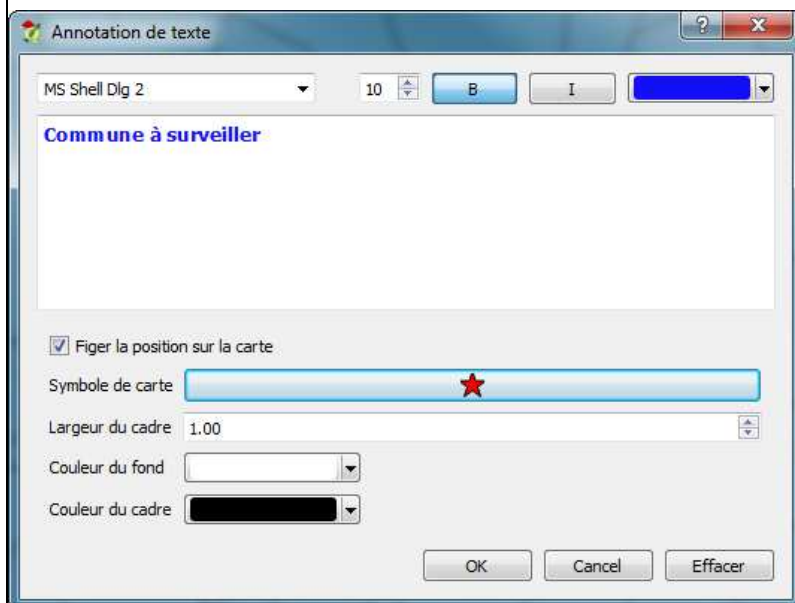 Annotation de texte
MS Shell Dlg 2 10 B I
Commune à surveiller
Figer la position sur la carte
Symbole de carte
Largeur du cadre 1.00
Couleur du fond
Couleur du cadre
OK Cancel Effacer